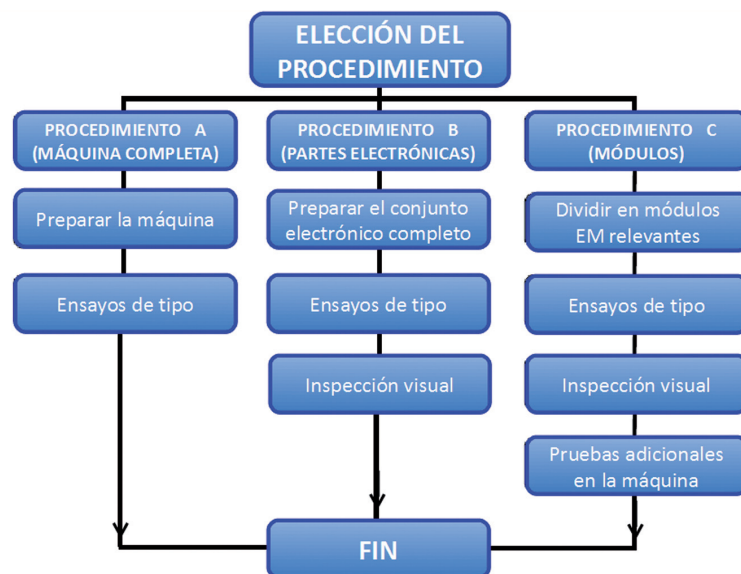 ELECCIÓN DEL
PROCEDIMIENTO
PROCEDIMIENTO A
(MÁQUINA COMPLETA)
Preparar la máquina
Ensayos de tipo
PROCEDIMIENTO B
(PARTES ELECTRÓNICAS)
Preparar el conjunto
electrónico completo
Ensayos de tipo
Inspección visual
PROCEDIMIENTO C
(MÓDULOS)
Dividir en módulos
EM relevantes
Ensayos de tipo
Inspección visual
Pruebas adicionales
en la máquina
FIN